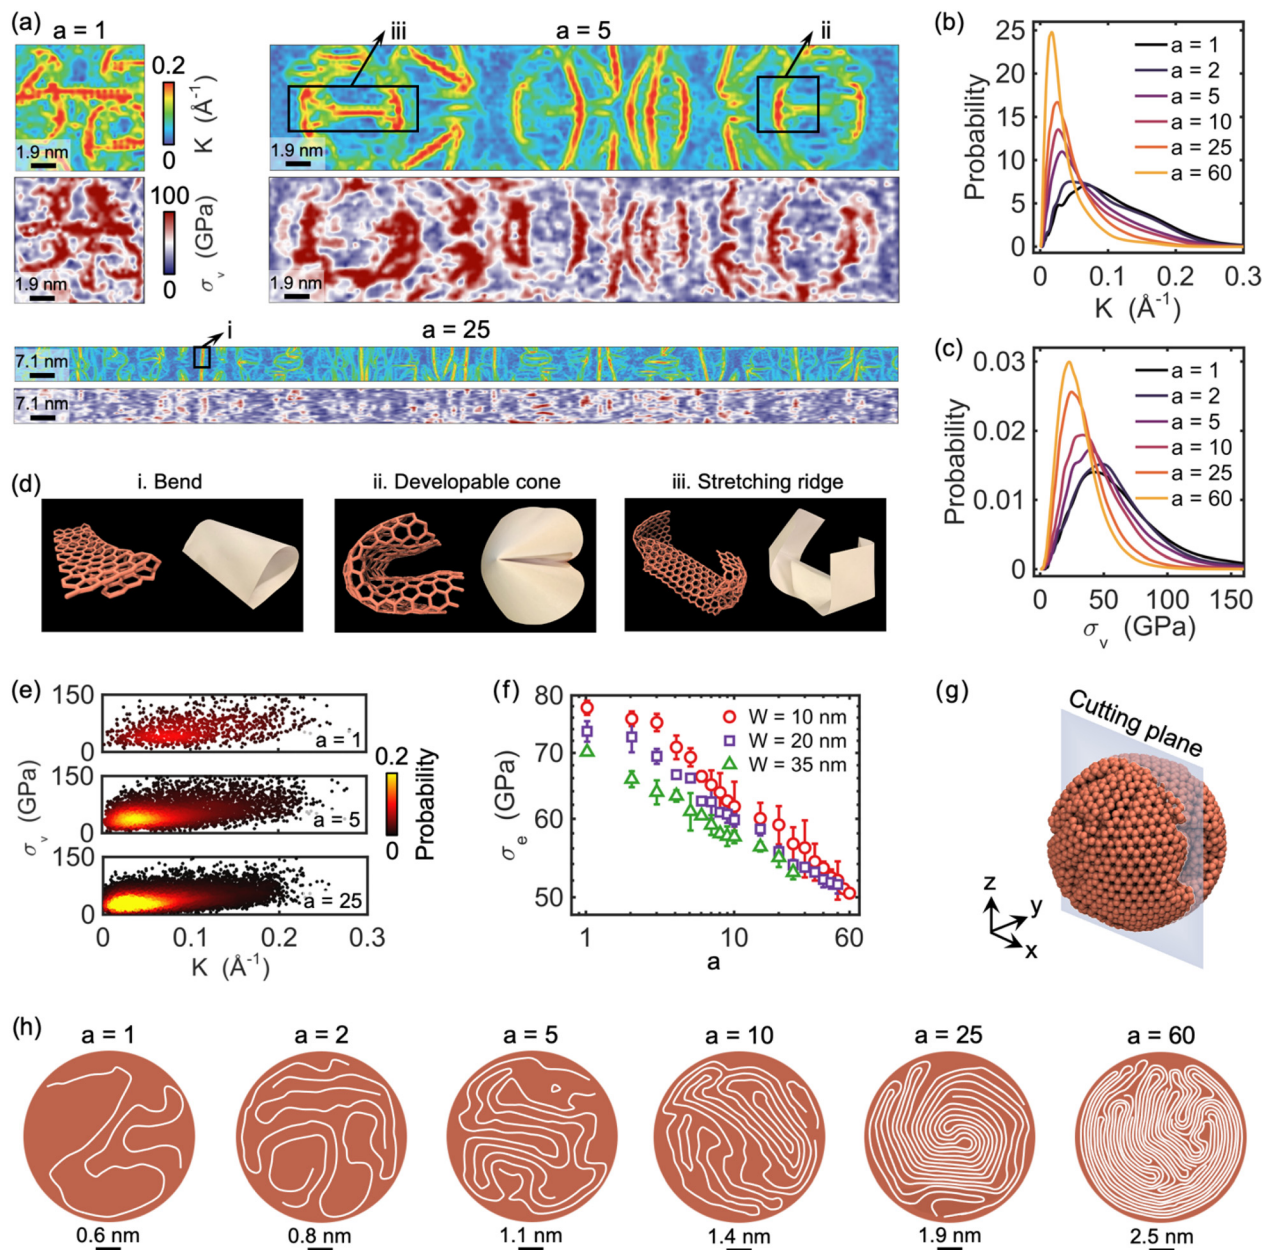 (a)
a = 1
0.2
K (Å⁻¹)
0
1.9 nm
iii
a = 5
ii
1.9 nm
100
σᵥ (GPa)
0
1.9 nm
1.9 nm
i
a = 25
7.1 nm
7.1 nm
(b)
Probability
25
20
15
10
5
0
a = 1
a = 2
a = 5
a = 10
a = 25
a = 60
0 0.1 0.2 0.3
K (Å⁻¹)
(c)
Probability
0.03
0.02
0.01
0
a = 1
a = 2
a = 5
a = 10
a = 25
a = 60
0 50 100 150
σᵥ (GPa)
(d)
i. Bend
ii. Developable cone
iii. Stretching ridge
(e)
σᵥ (GPa)
150
0
a = 1
150
0
a = 5
150
0
a = 25
0 0.1 0.2 0.3
K (Å⁻¹)
0.2
Probability
0
(f)
σₑ (GPa)
80
70
60
50
W = 10 nm
W = 20 nm
W = 35 nm
1 10 60
a
(g)
Cutting plane
z
y
x
(h)
a = 1 a = 2 a = 5 a = 10 a = 25 a = 60
0.6 nm 0.8 nm 1.1 nm 1.4 nm 1.9 nm 2.5 nm